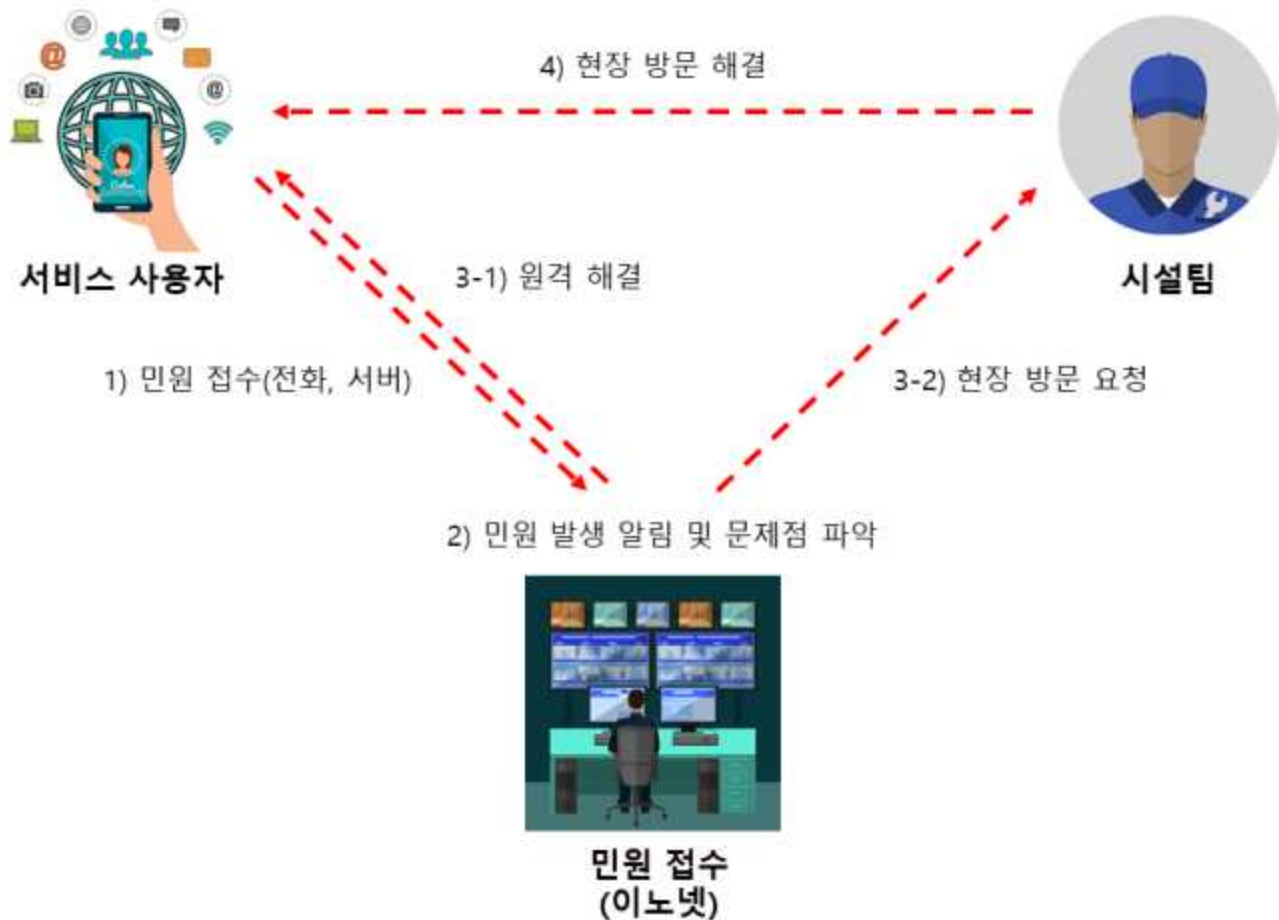 4) 현장 방문 해결
서비스 사용자
시설팀
3-1) 원격 해결
1) 민원 접수(전화, 서버)
3-2) 현장 방문 요청
2) 민원 발생 알림 및 문제점 파악
민원 접수
(이노넷)